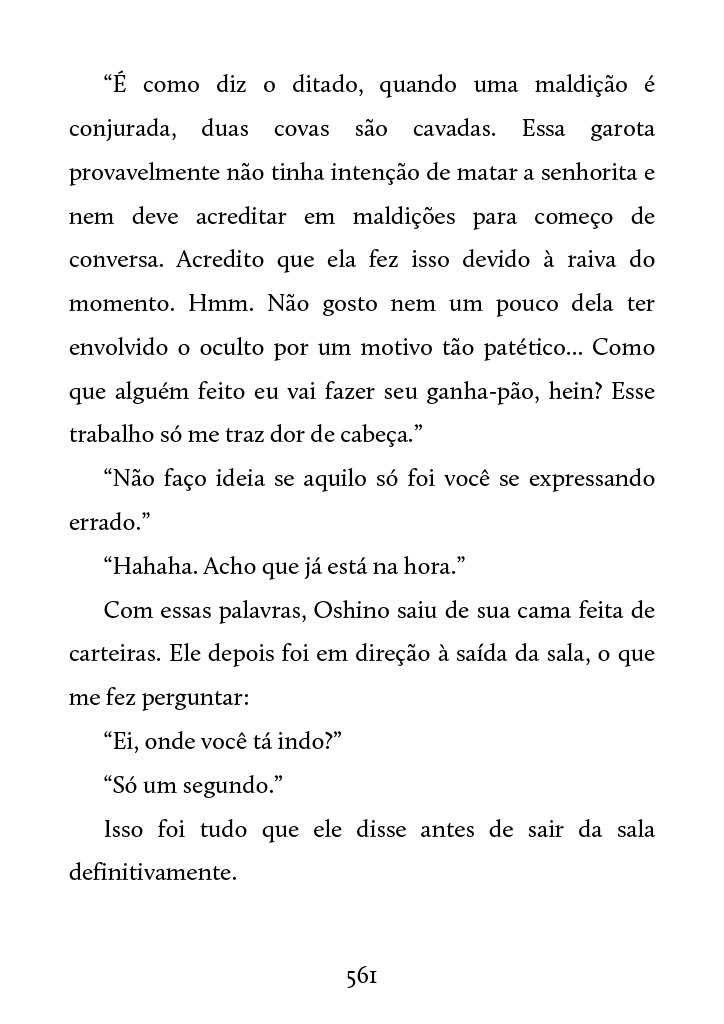 “É como diz o ditado, quando uma maldição é
conjurada, duas covas são cavadas. Essa garota
provavelmente não tinha intenção de matar a senhorita e
nem deve acreditar em maldições para começo de
conversa. Acredito que ela fez isso devido à raiva do
momento. Hmm. Não gosto nem um pouco dela ter
envolvido o oculto por um motivo tão patético... Como
que alguém feito eu vai fazer seu ganha-pão, hein? Esse
trabalho só me traz dor de cabeça.”
“Não faço ideia se aquilo só foi você se expressando
errado.”
“Hahaha. Acho que já está na hora.”
Com essas palavras, Oshino saiu de sua cama feita de
carteiras. Ele depois foi em direção à saída da sala, o que
me fez perguntar:
“Ei, onde você tá indo?”
“Só um segundo.”
Isso foi tudo que ele disse antes de sair da sala
definitivamente.
561